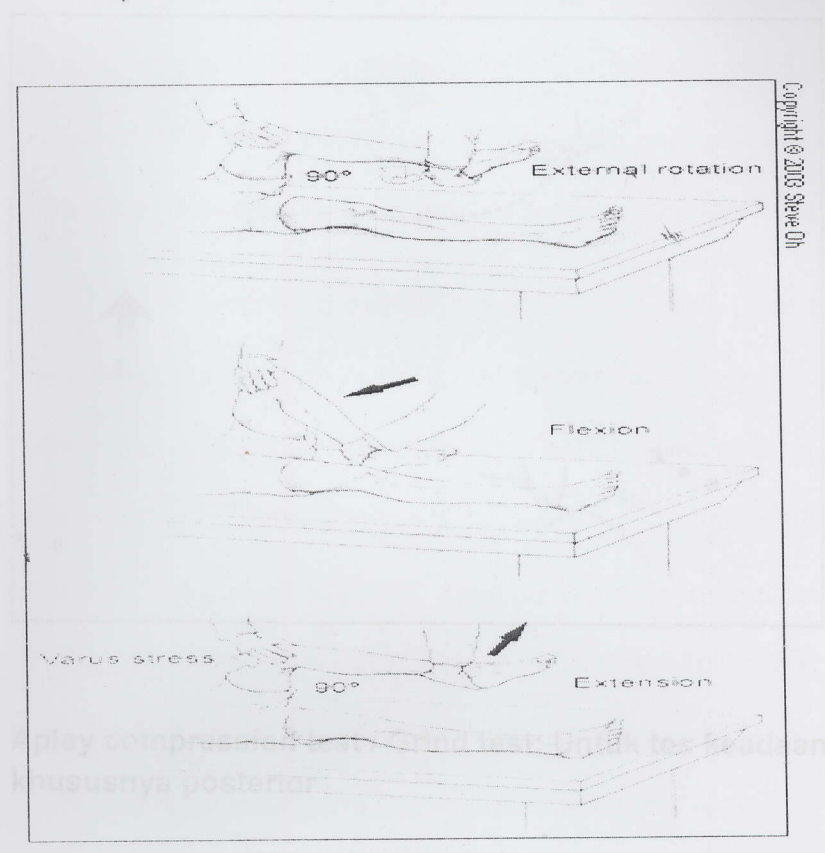 Copyright © 2003 Steve Oh
90°
External rotation
Flexion
Varus stress
90°
Extension
Apley compression test / Grind test: Untuk tes keadaan
khususnya posterior :